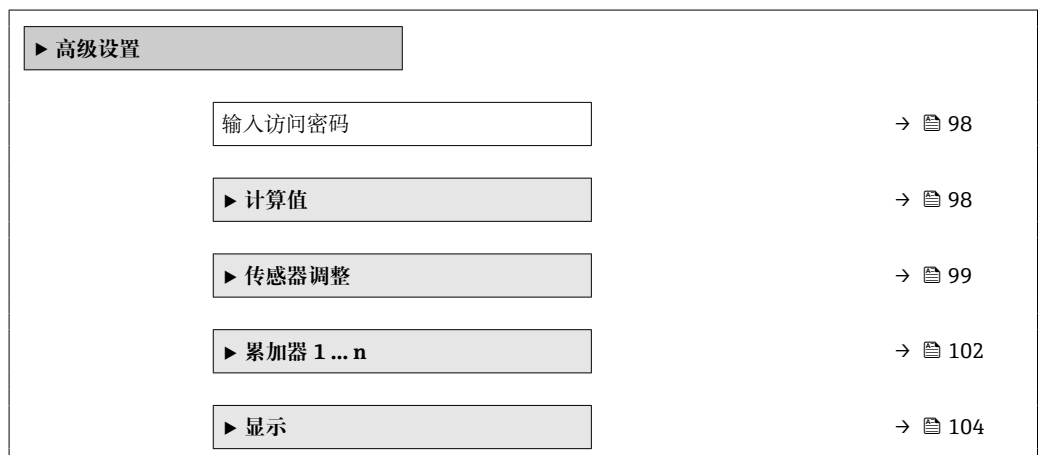 ▶ 高级设置
输入访问密码 → 98
▶ 计算值 → 98
▶ 传感器调整 → 99
▶ 累加器 1 … n → 102
▶ 显示 → 104